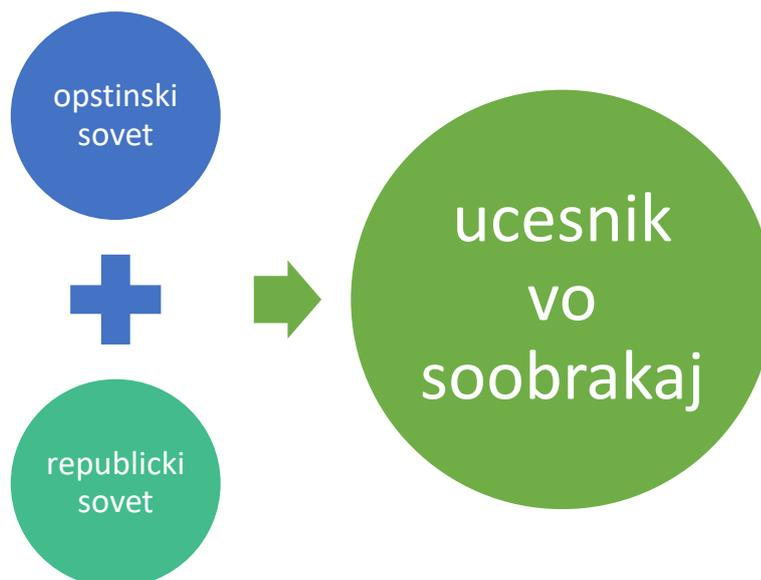 opstinski
sovet
republicki
sovet
ucesnik
vo
soobrakaj